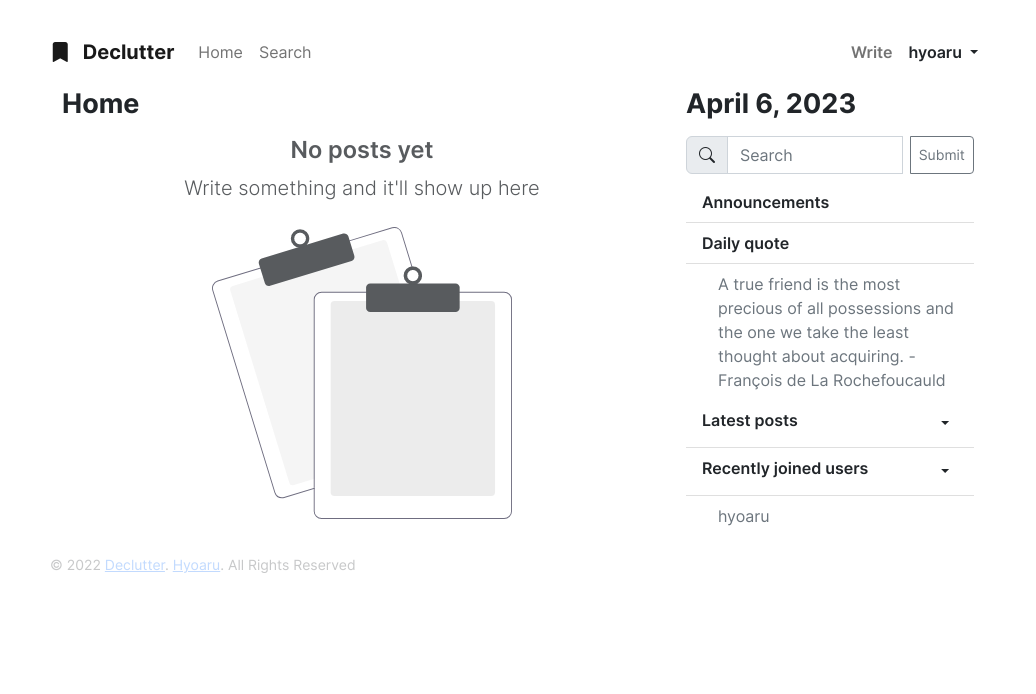 Declutter
Home
Search
Write
hyoaru
Home
No posts yet
Write something and it'll show up here
April 6, 2023
Search
Submit
Announcements
Daily quote
A true friend is the most
precious of all possessions and
the one we take the least
thought about acquiring. -
François de La Rochefoucauld
Latest posts
Recently joined users
hyoaru
© 2022 Declutter. Hyoaru. All Rights Reserved